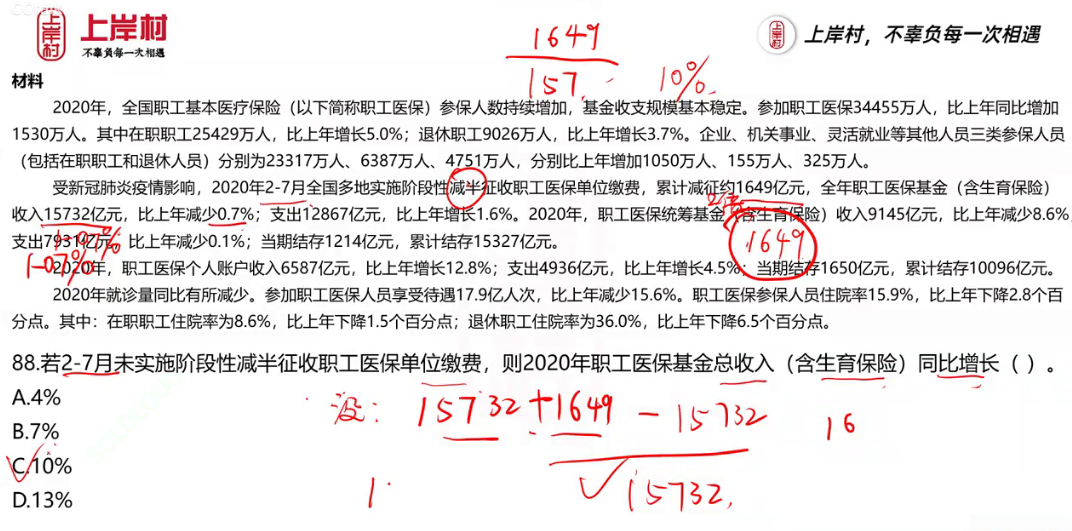 上岸村
上岸村
不辜负每一次相遇
上岸村
上岸村，不辜负每一次相遇
1649
157
10%
材料
2020年，全国职工基本医疗保险（以下简称职工医保）参保人数持续增加，基金收支规模基本稳定。参加职工医保34455万人，比上年同比增加
1530万人。其中在职职工25429万人，比上年增长5.0%；退休职工9026万人，比上年增长3.7%。企业、机关事业、灵活就业等其他人员三类参保人员
（包括在职职工和退休人员）分别为23317万人、6387万人、4751万人，分别比上年增加1050万人、155万人、325万人。
受新冠肺炎疫情影响，2020年2-7月全国多地实施阶段性减半征收职工医保单位缴费，累计减征约1649亿元，全年职工医保基金（含生育保险）
收入15732亿元，比上年减少0.7%；支出12867亿元，比上年增长1.6%。2020年，职工医保统筹基金（含生育保险）收入9145亿元，比上年减少8.6%，
支出7931亿元，比上年减少0.1%；当期结存1214亿元，累计结存15327亿元。
1649
1-0.7%
2020年，职工医保个人账户收入6587亿元，比上年增长12.8%；支出4936亿元，比上年增长4.5%；当期结存1650亿元，累计结存10096亿元。
2020年就诊量同比有所减少。参加职工医保人员享受待遇17.9亿人次，比上年减少15.6%。职工医保参保人员住院率15.9%，比上年下降2.8个百
分点。其中：在职职工住院率为8.6%，比上年下降1.5个百分点；退休职工住院率为36.0%，比上年下降6.5个百分点。
88.若2-7月未实施阶段性减半征收职工医保单位缴费，则2020年职工医保基金总收入（含生育保险）同比增长（ ）。
A.4%
B.7%
C.10%
D.13%
没：15732+1649-15732
15732
16
1